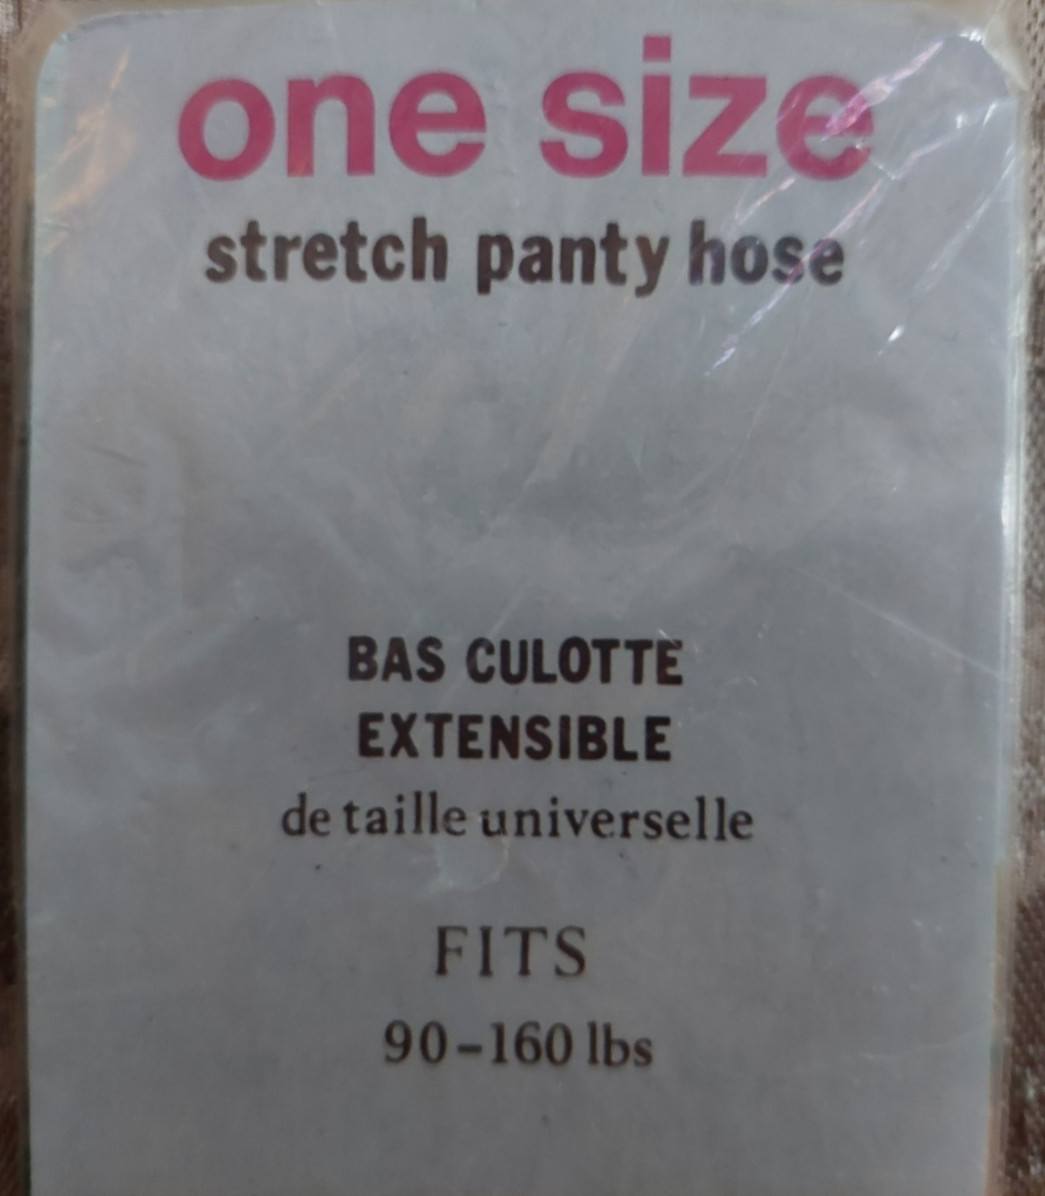 one size
stretch panty hose
BAS CULOTTE
EXTENSIBLE
de taille universelle
FITS
90-160 lbs